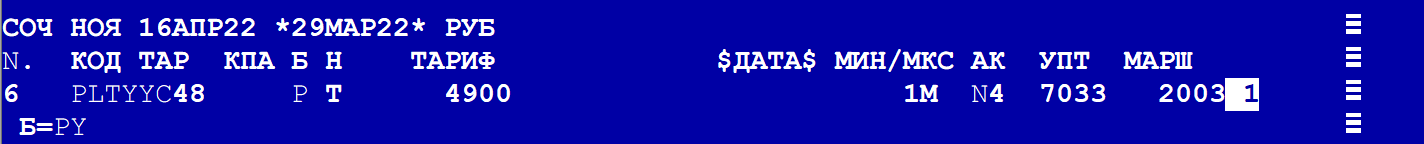 СОЧ НОЯ 16АПР22 *29МАР22* РУБ
N. КОД ТАР КПА Б Н ТАРИФ $ДАТА$ МИН/МКС АК УПТ МАРШ
6 PLTYYC48 P Т 4900 1М N4 7033 2003 1
Б=PY